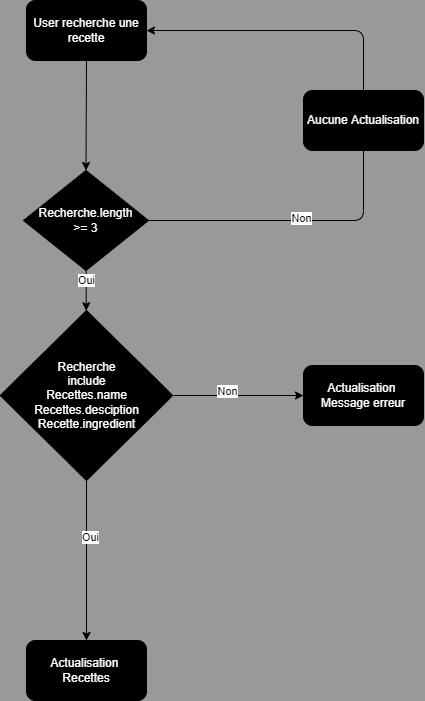 User recherche une
recette
Aucune Actualisation
Recherche.length
>= 3
Non
Oui
Recherche
include
Recettes.name
Recettes.desciption
Recette.ingredient
Non
Actualisation
Message erreur
Oui
Actualisation
Recettes